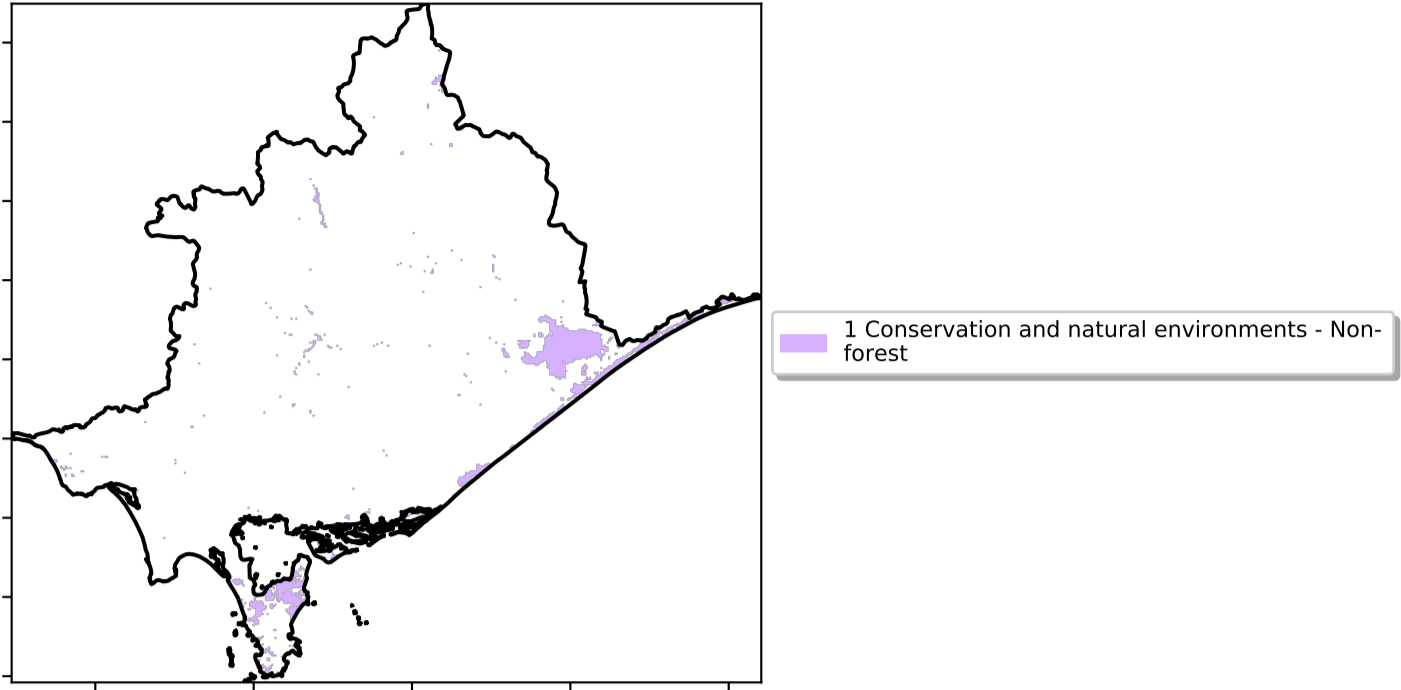 1 Conservation and natural environments - Non-
forest